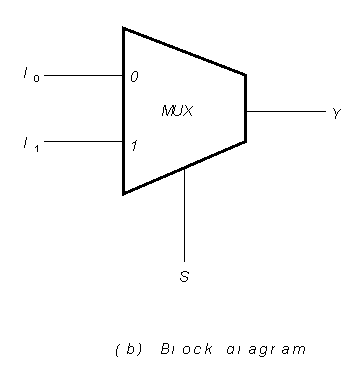 I0 0
MUX
Y
I1 1
S
(b) Block diagram